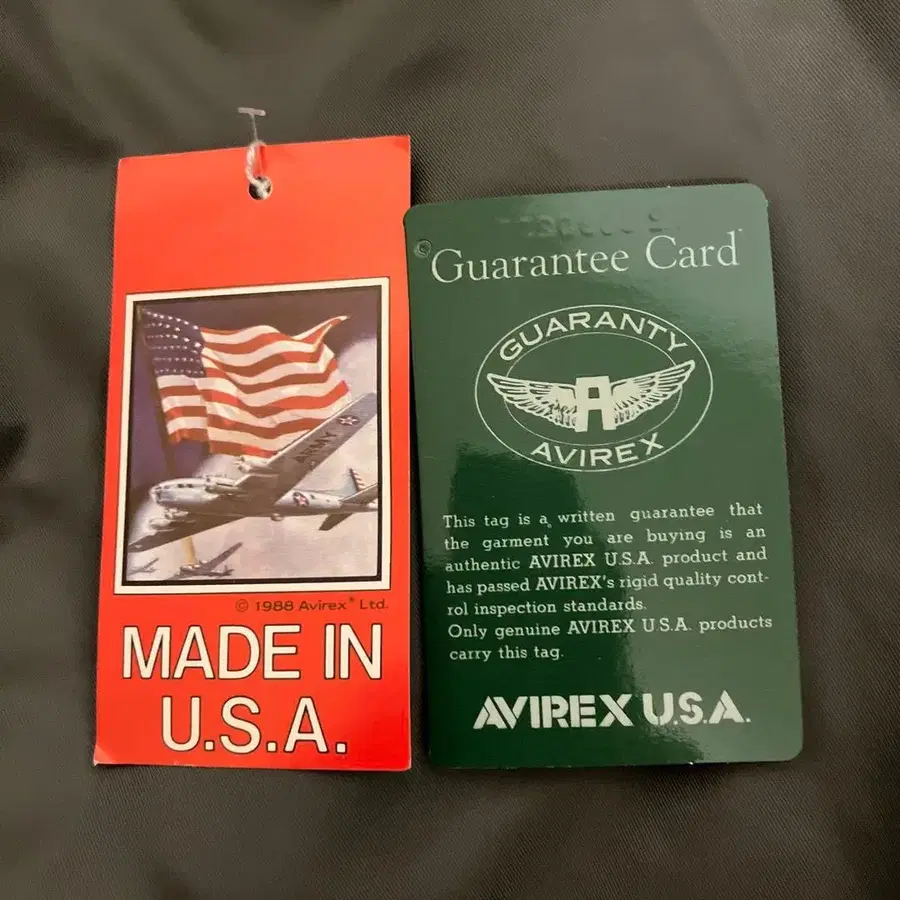 ARMY
© 1988 Avirex® Ltd.
MADE IN
U.S.A.
Guarantee Card
GUARANTY
AVIREX
This tag is a written guarantee that
the garment you are buying is an
authentic AVIREX U.S.A. product and
has passed AVIREX's rigid quality cont-
rol inspection standards.
Only genuine AVIREX U.S.A. products
carry this tag.
AVIREX U.S.A.